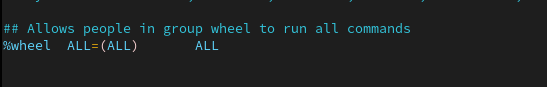 ## Allows people in group wheel to run all commands
%wheel  ALL=(ALL)       ALL